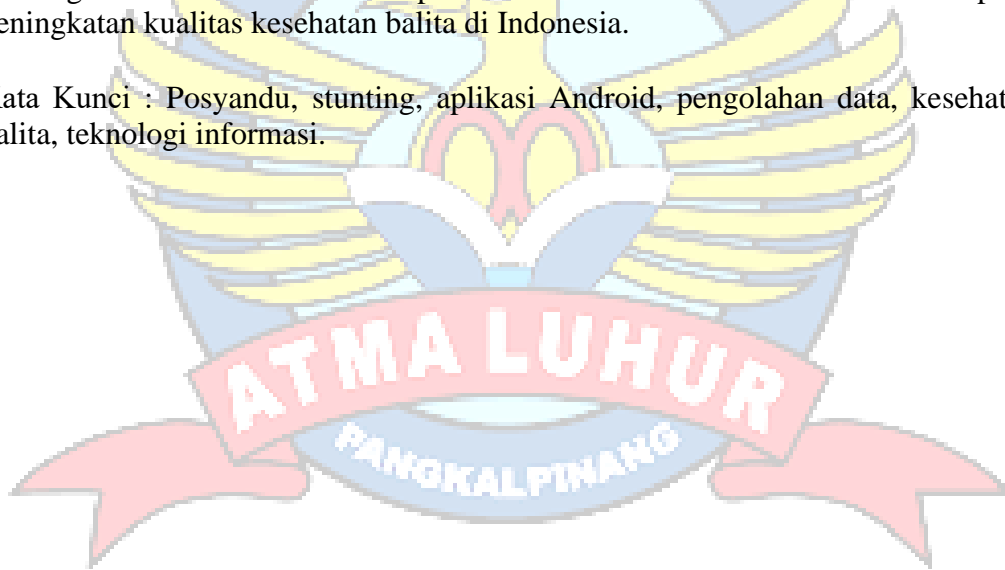 eningkatan kualitas kesehatan balita di Indonesia.
ata Kunci : Posyandu, stunting, aplikasi Android, pengolahan data, kesehat
alita, teknologi informasi.
ATMA LUHUR
PANGKALPINANG